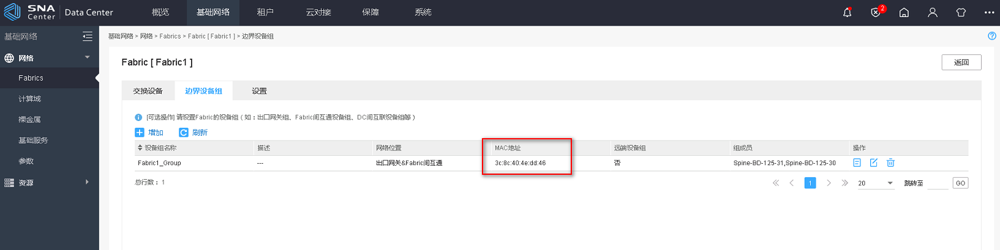 SNA Center Data Center 概览 基础网络 租户 云对接 保障 系统 2
基础网络
基础网络 > 网络 > Fabrics > Fabric [ Fabric1 ] > 边界设备组
网络
Fabrics
计算域
裸金属
基础服务
参数
资源
Fabric [ Fabric1 ] 返回
交换设备 边界设备组 设置
[可选操作] 请设置Fabric的设备组（如：出口网关组、Fabric间互通设备组、DC间互联设备组等）
增加 刷新
设备组名称 描述 网络位置 MAC地址 远端设备组 组成员 操作
Fabric1_Group --- 出口网关&Fabric间互通 3c:8c:40:4e:dd:46 否 Spine-BD-125-31,Spine-BD-125-30
总行数： 1 1 20 跳转至 GO